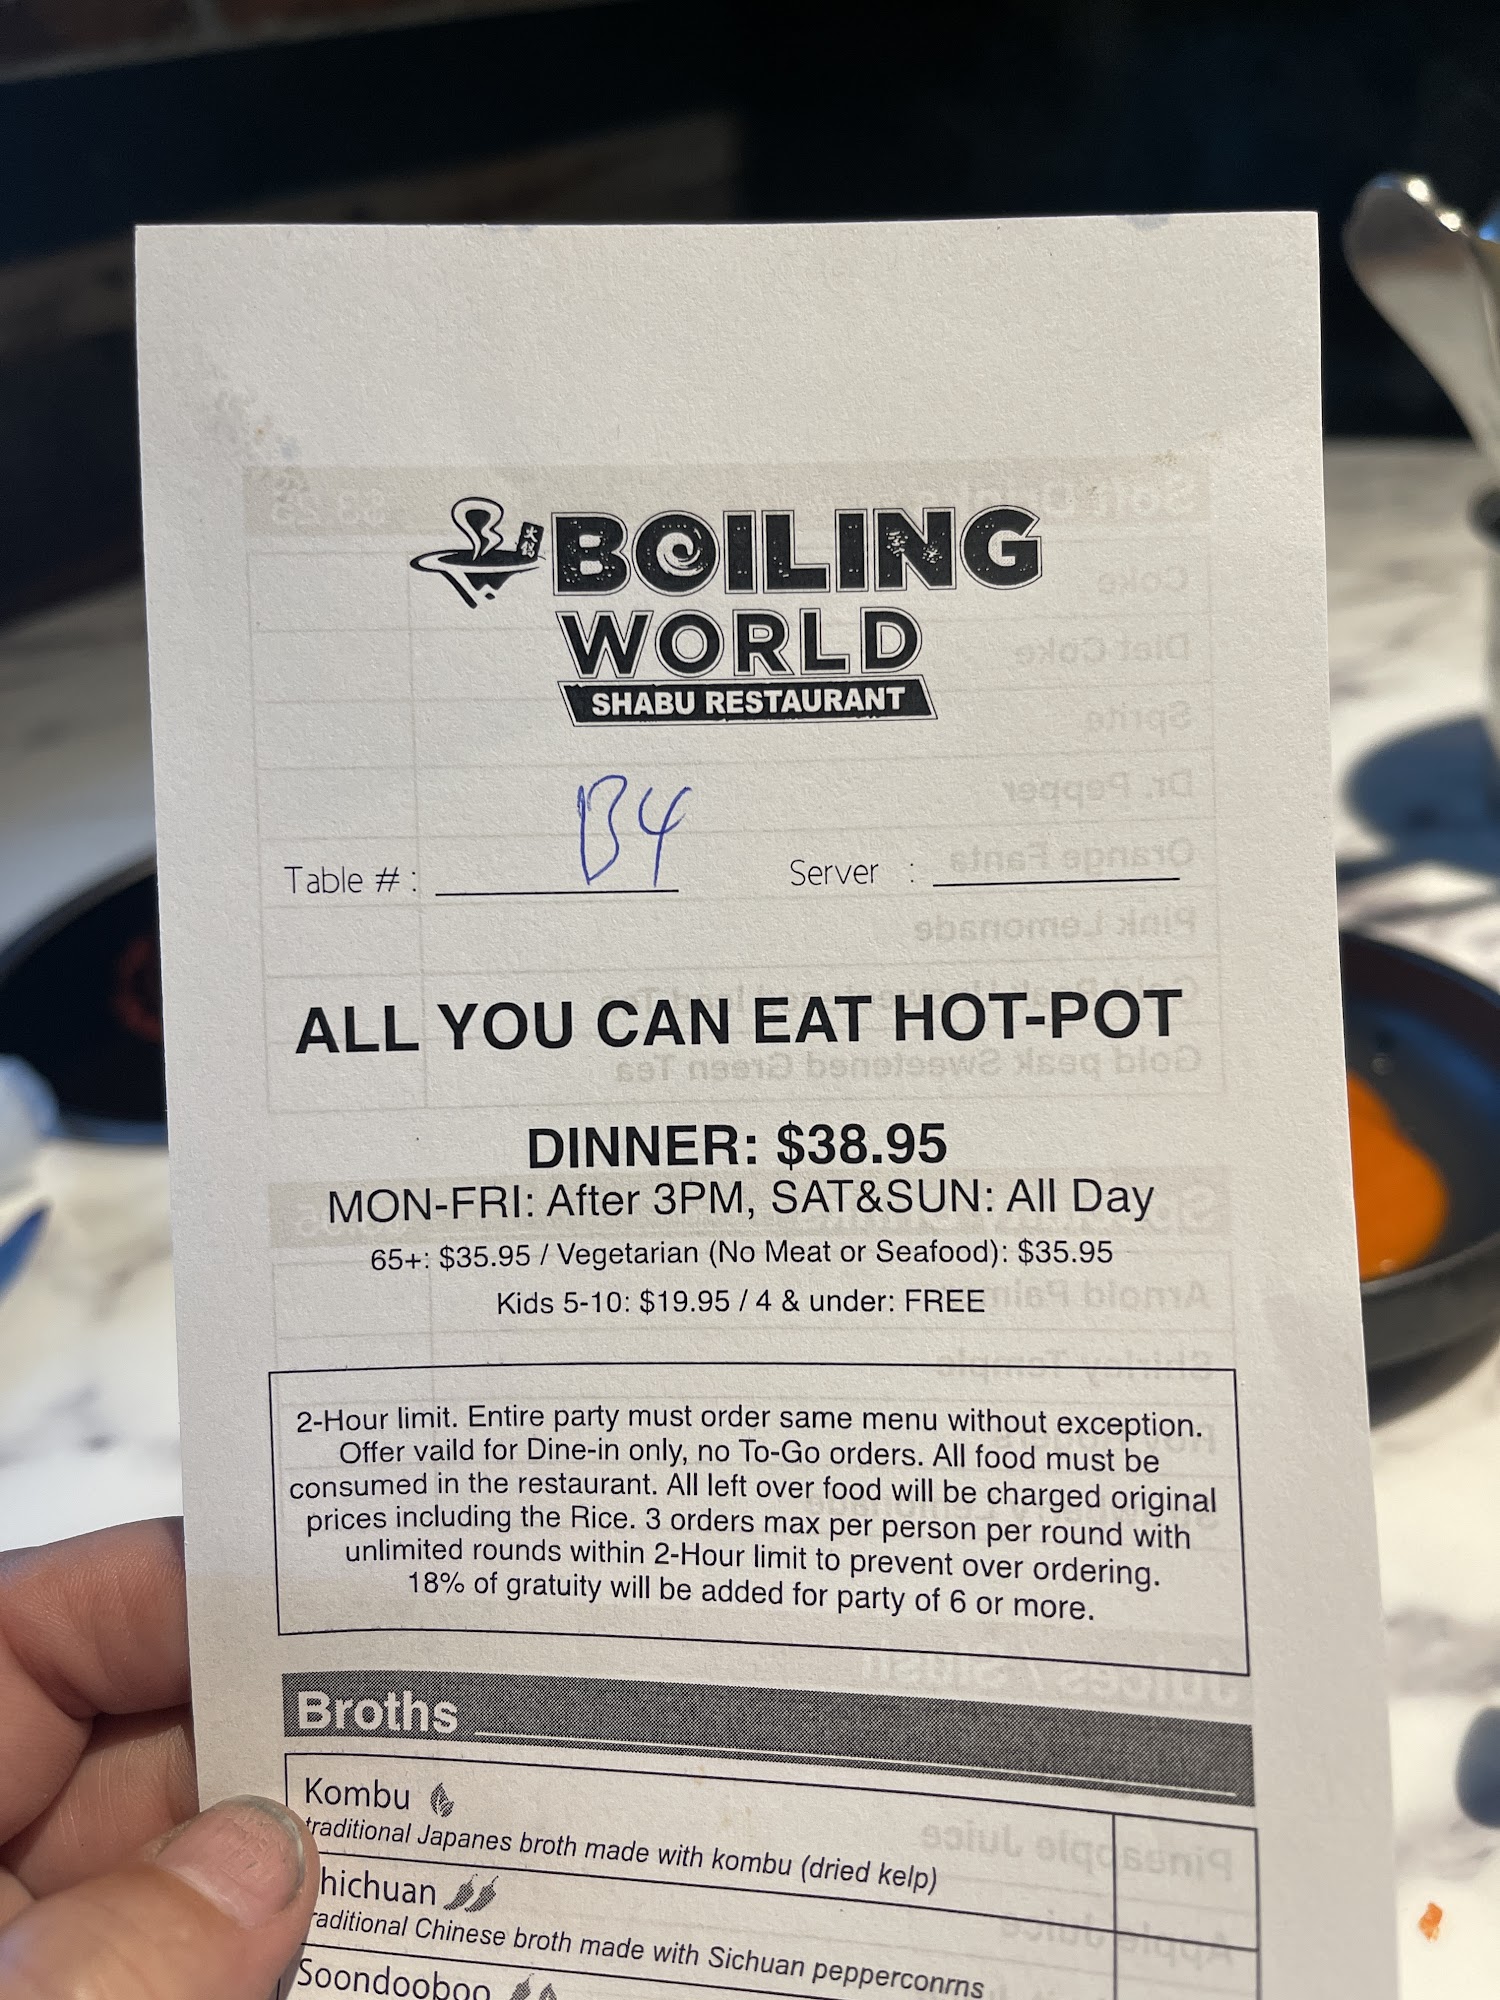 火鍋
BOILING
WORLD
SHABU RESTAURANT
Table # : B4 Server :
ALL YOU CAN EAT HOT-POT
DINNER: $38.95
MON-FRI: After 3PM, SAT&SUN: All Day
65+: $35.95 / Vegetarian (No Meat or Seafood): $35.95
Kids 5-10: $19.95 / 4 & under: FREE
2-Hour limit. Entire party must order same menu without exception.
Offer vaild for Dine-in only, no To-Go orders. All food must be
consumed in the restaurant. All left over food will be charged original
prices including the Rice. 3 orders max per person per round with
unlimited rounds within 2-Hour limit to prevent over ordering.
18% of gratuity will be added for party of 6 or more.
Broths
Kombu
traditional Japanes broth made with kombu (dried kelp)
hichuan
raditional Chinese broth made with Sichuan pepperconrns
Soondooboo